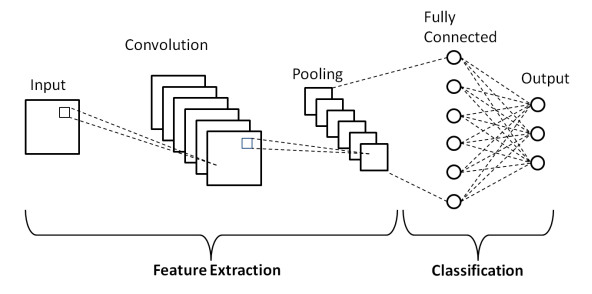 Fully
Connected
Convolution
Pooling
Output
Input
Feature Extraction
Classification